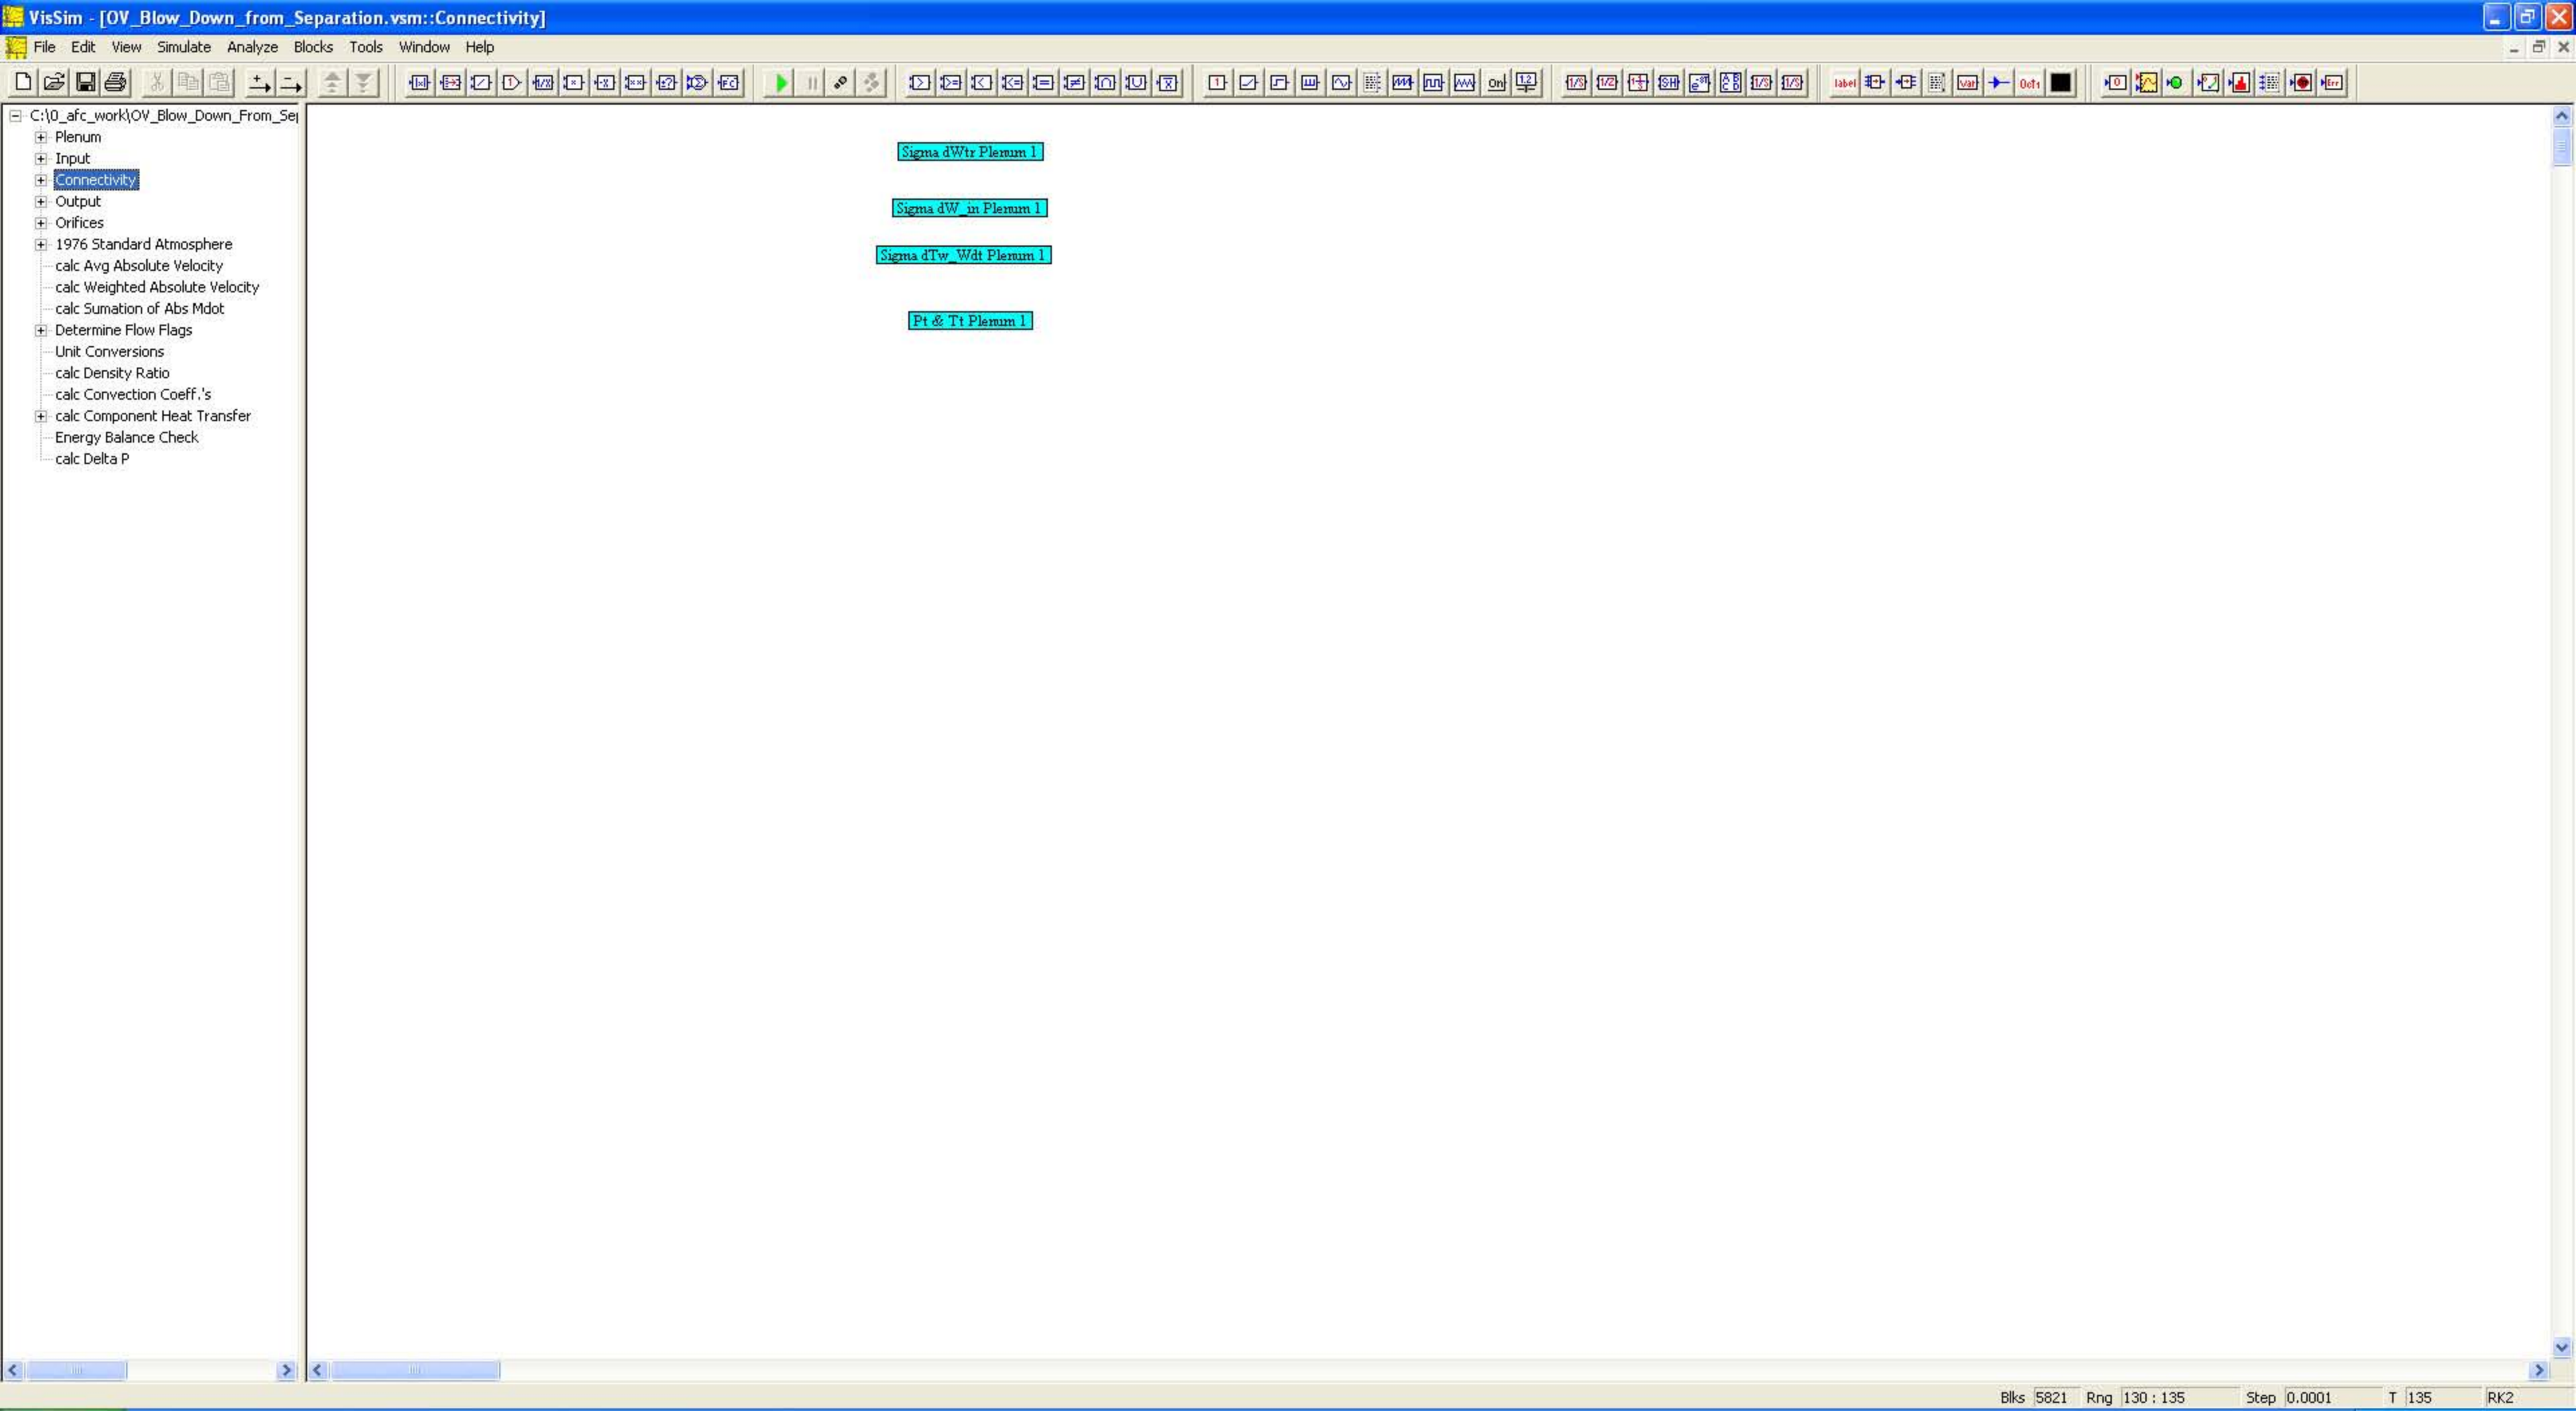 VisSim - [OV_Blow_Down_from_Separation.vsm::Connectivity]
File Edit View Simulate Analyze Blocks Tools Window Help
C:\0_afc_work\OV_Blow_Down_From_Sep
Plenum
Input
Connectivity
Output
Orifices
1976 Standard Atmosphere
calc Avg Absolute Velocity
calc Weighted Absolute Velocity
calc Sumation of Abs Mdot
Determine Flow Flags
Unit Conversions
calc Density Ratio
calc Convection Coeff.'s
calc Component Heat Transfer
Energy Balance Check
calc Delta P
Sigma dWtr Plenum 1
Sigma dW_in Plenum 1
Sigma dTw_Wdt Plenum 1
Pt & Tt Plenum 1
Blks 5821 Rng 130 : 135 Step 0.0001 T 135 RK2